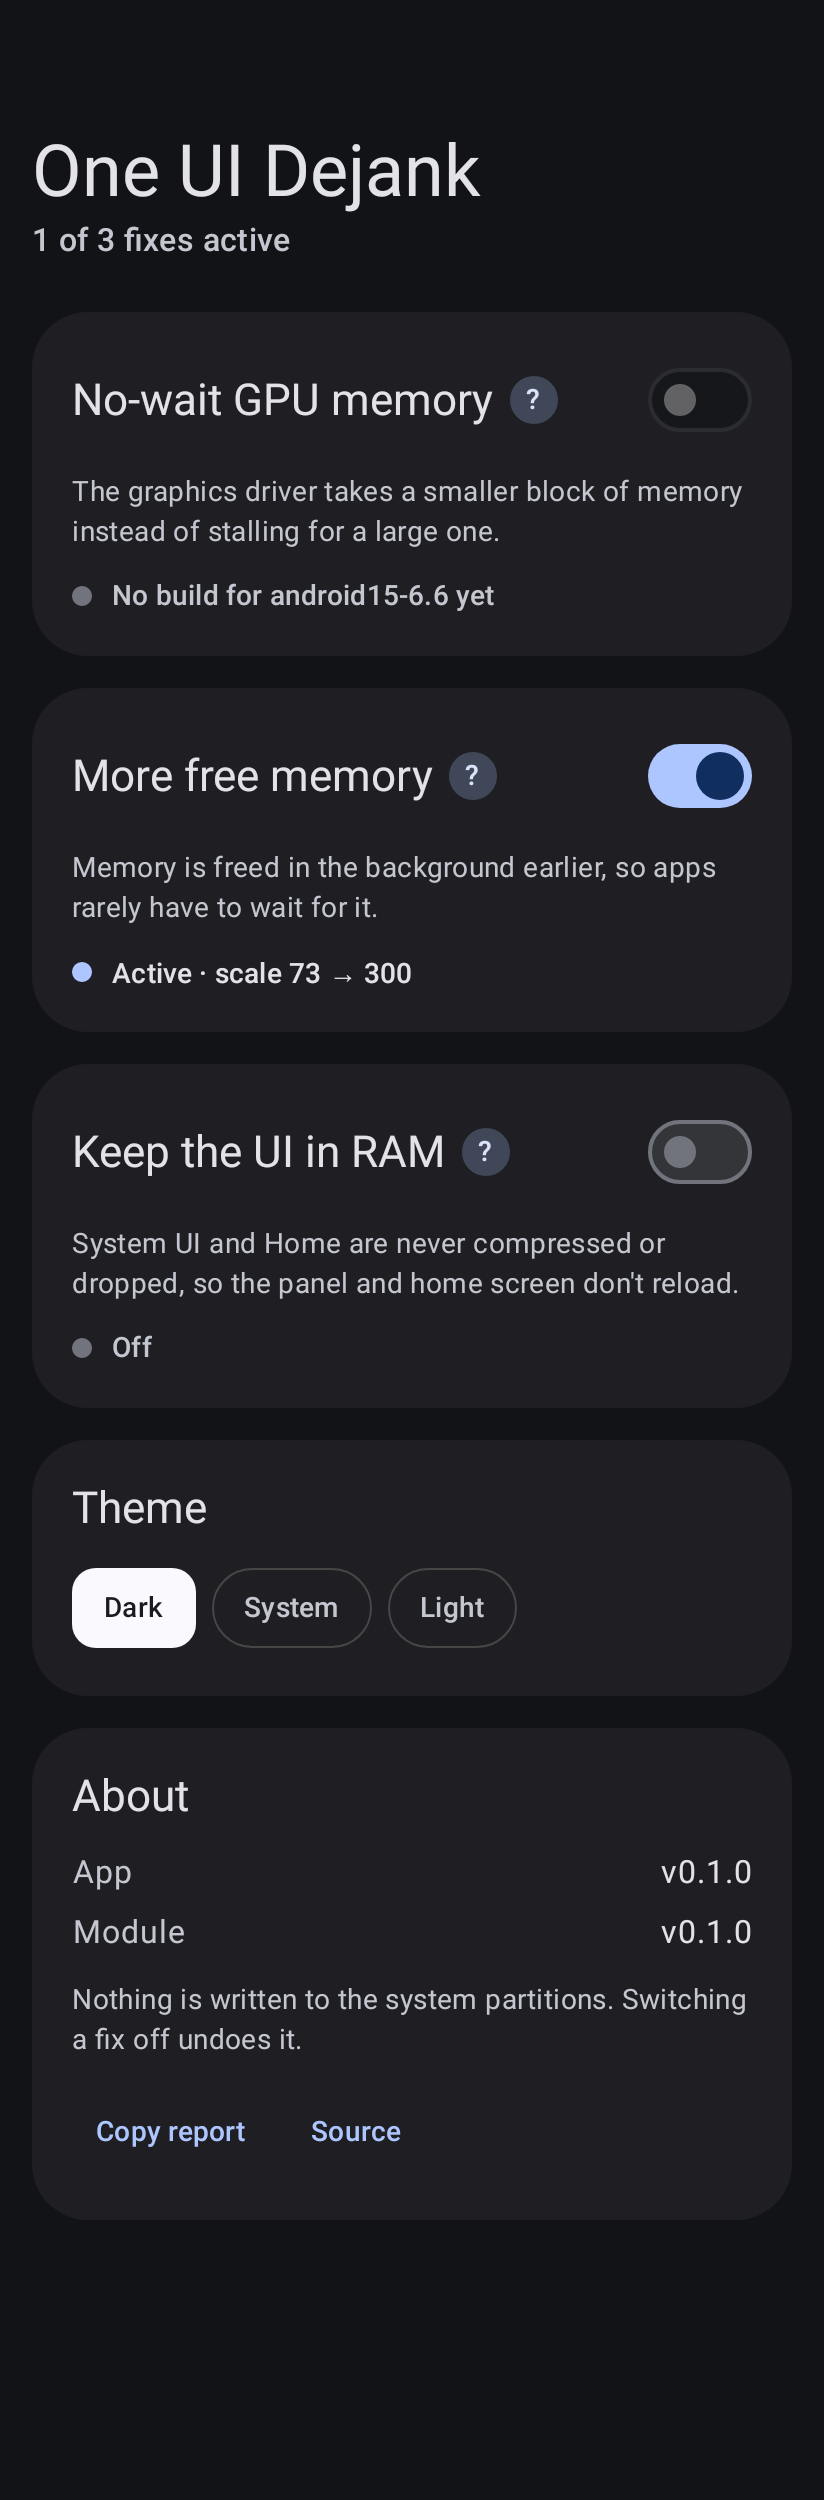 One UI Dejank
1 of 3 fixes active
No-wait GPU memory ?
The graphics driver takes a smaller block of memory
instead of stalling for a large one.
No build for android15-6.6 yet
More free memory ?
Memory is freed in the background earlier, so apps
rarely have to wait for it.
Active · scale 73 → 300
Keep the UI in RAM ?
System UI and Home are never compressed or
dropped, so the panel and home screen don't reload.
Off
Theme
Dark System Light
About
App v0.1.0
Module v0.1.0
Nothing is written to the system partitions. Switching
a fix off undoes it.
Copy report Source